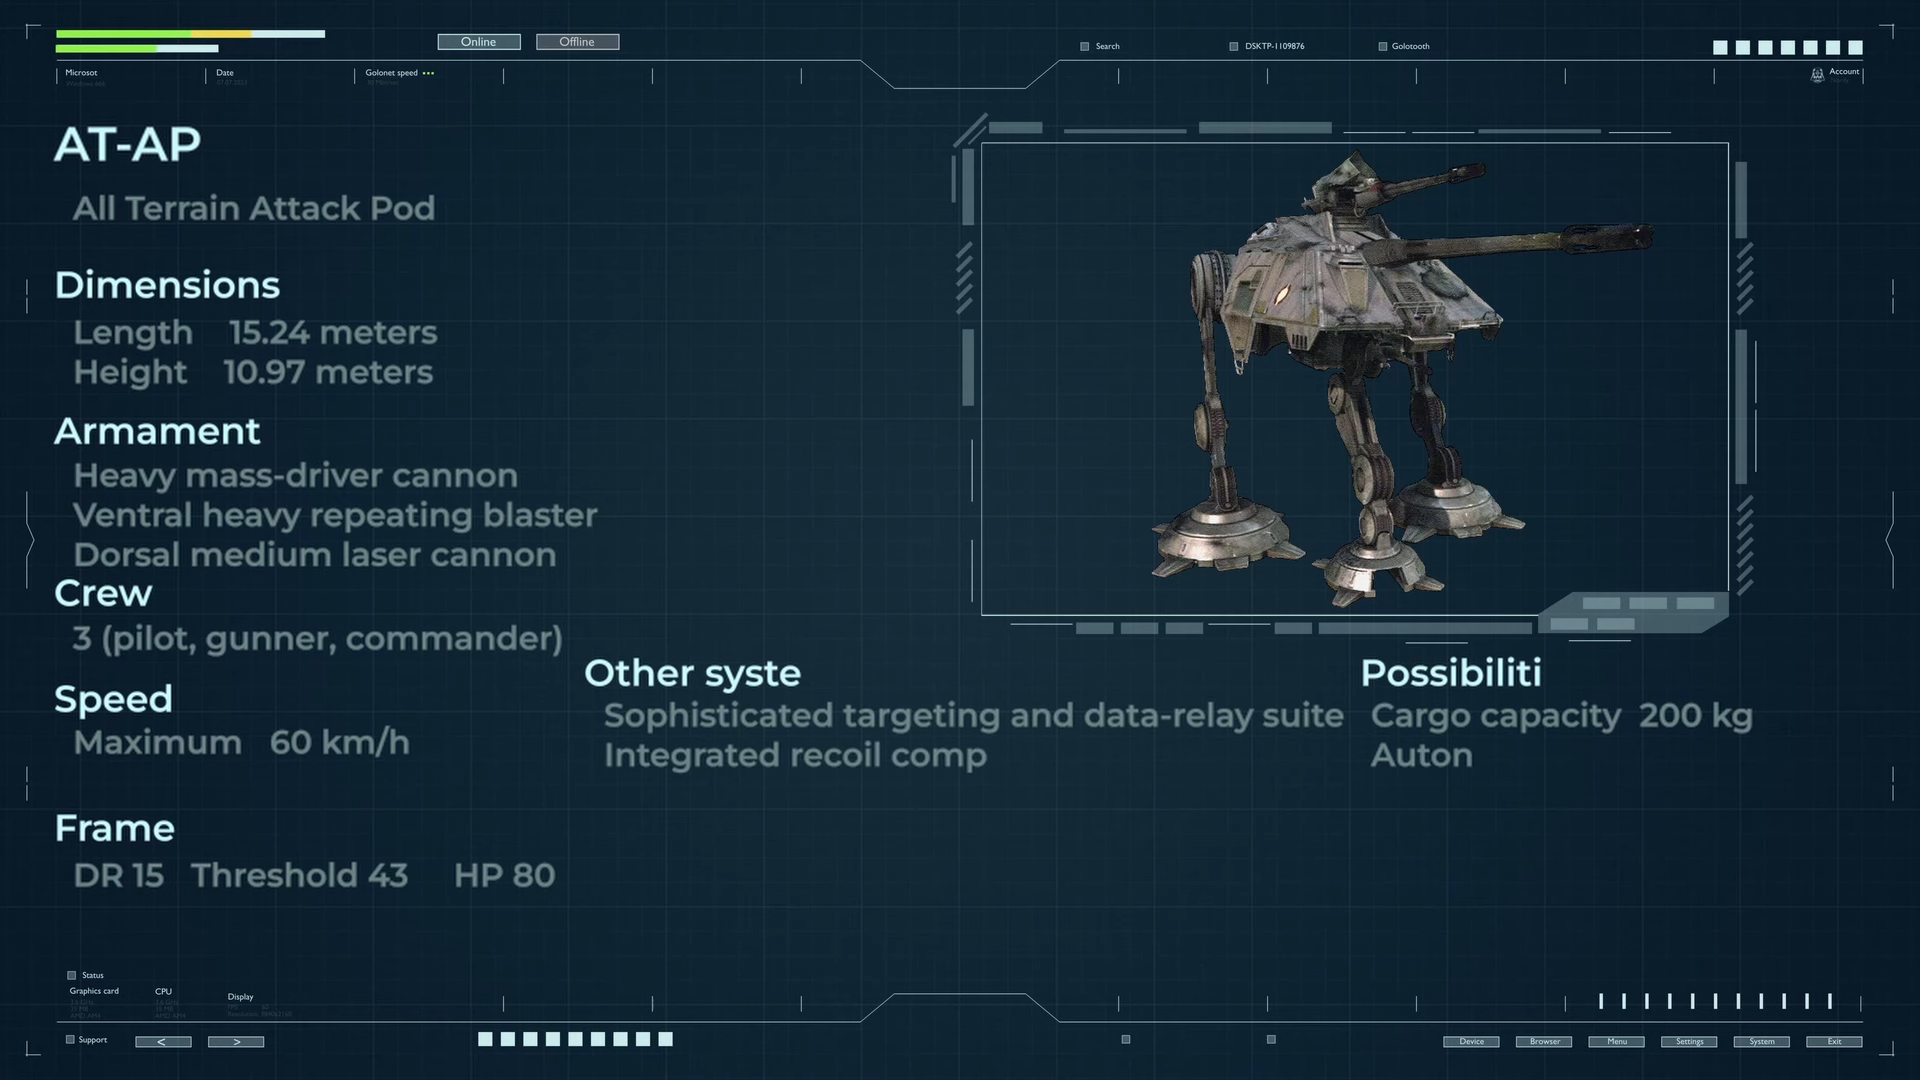 Online
Offline
Search
DSKTP-1109876
Golotooth
Microsot
Date
Golonet speed
Account
AT-AP
All Terrain Attack Pod
Dimensions
Length 15.24 meters
Height 10.97 meters
Armament
Heavy mass-driver cannon
Ventral heavy repeating blaster
Dorsal medium laser cannon
Crew
3 (pilot, gunner, commander)
Speed
Maximum 60 km/h
Frame
DR 15 Threshold 43 HP 80
Other syste
Sophisticated targeting and data-relay suite
Integrated recoil comp
Possibiliti
Cargo capacity 200 kg
Auton
Status
Graphics card
CPU
Display
Support
<
>
Device
Browser
Menu
Settings
System
Exit